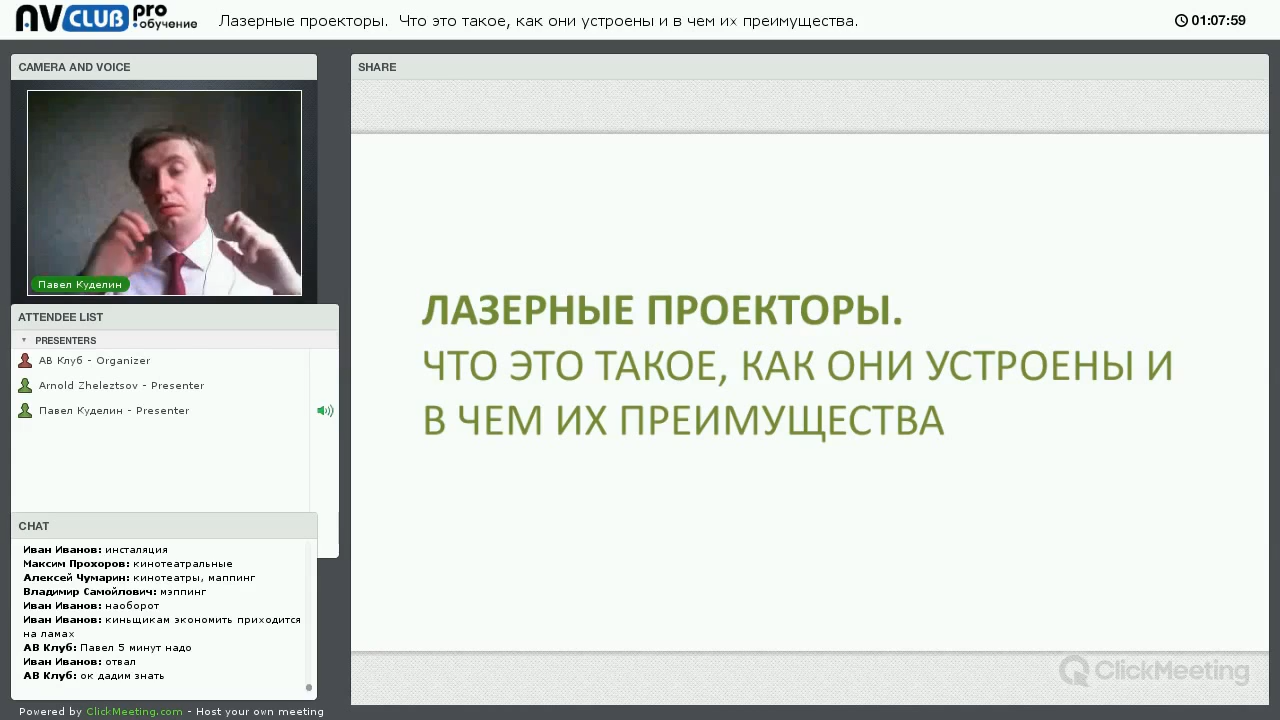 AVCLUB pro
•обучение
Лазерные проекторы. Что это такое, как они устроены и в чем их преимущества.
01:07:59
CAMERA AND VOICE
Павел Куделин
ATTENDEE LIST
PRESENTERS
АВ Клуб - Organizer
Arnold Zheleztsov - Presenter
Павел Куделин - Presenter
CHAT
Иван Иванов: инсталяция
Максим Прохоров: кинотеатральные
Алексей Чумарин: кинотеатры, маппинг
Владимир Самойлович: мэппинг
Иван Иванов: наоборот
Иван Иванов: киньщикам экономить приходится
на ламах
АВ Клуб: Павел 5 минут надо
Иван Иванов: отвал
АВ Клуб: ок дадим знать
Powered by ClickMeeting.com - Host your own meeting
SHARE
ЛАЗЕРНЫЕ ПРОЕКТОРЫ.
ЧТО ЭТО ТАКОЕ, КАК ОНИ УСТРОЕНЫ И
В ЧЕМ ИХ ПРЕИМУЩЕСТВА
ClickMeeting